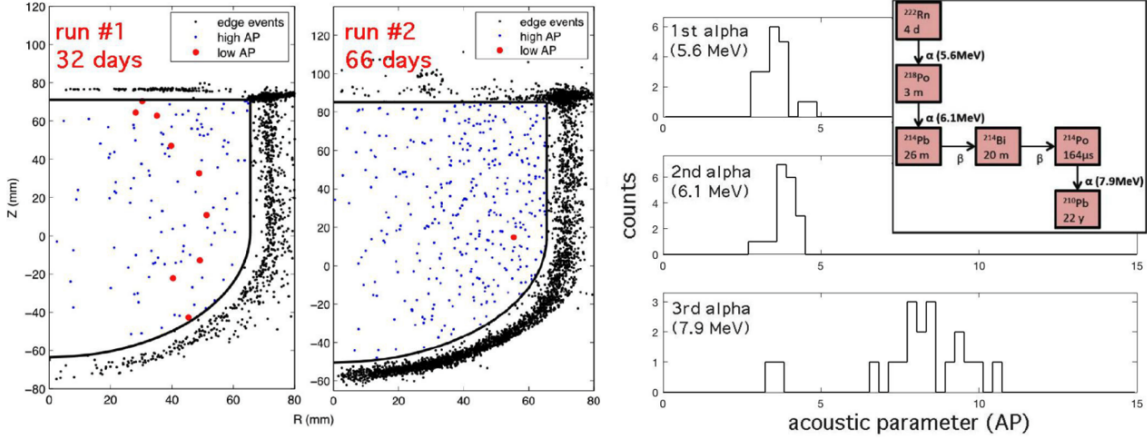 run #1
32 days
edge events
high AP
low AP
120
100
80
60
40
20
0
−20
−40
−60
−80
0
20
40
60
80
Z (mm)
run #2
66 days
edge events
high AP
low AP
120
100
80
60
40
20
0
−20
−40
−60
0
20
40
60
80
R (mm)
1st alpha
(5.6 MeV)
6
4
2
0
0
5
2nd alpha
(6.1 MeV)
6
4
2
0
0
5
10
15
3rd alpha
(7.9 MeV)
3
2
1
0
0
5
10
15
counts
acoustic parameter (AP)
²²²Rn
4 d
α (5.6MeV)
²¹⁸Po
3 m
α (6.1MeV)
²¹⁴Pb
26 m
β
²¹⁴Bi
20 m
β
²¹⁴Po
164μs
α (7.9MeV)
²¹⁰Pb
22 y